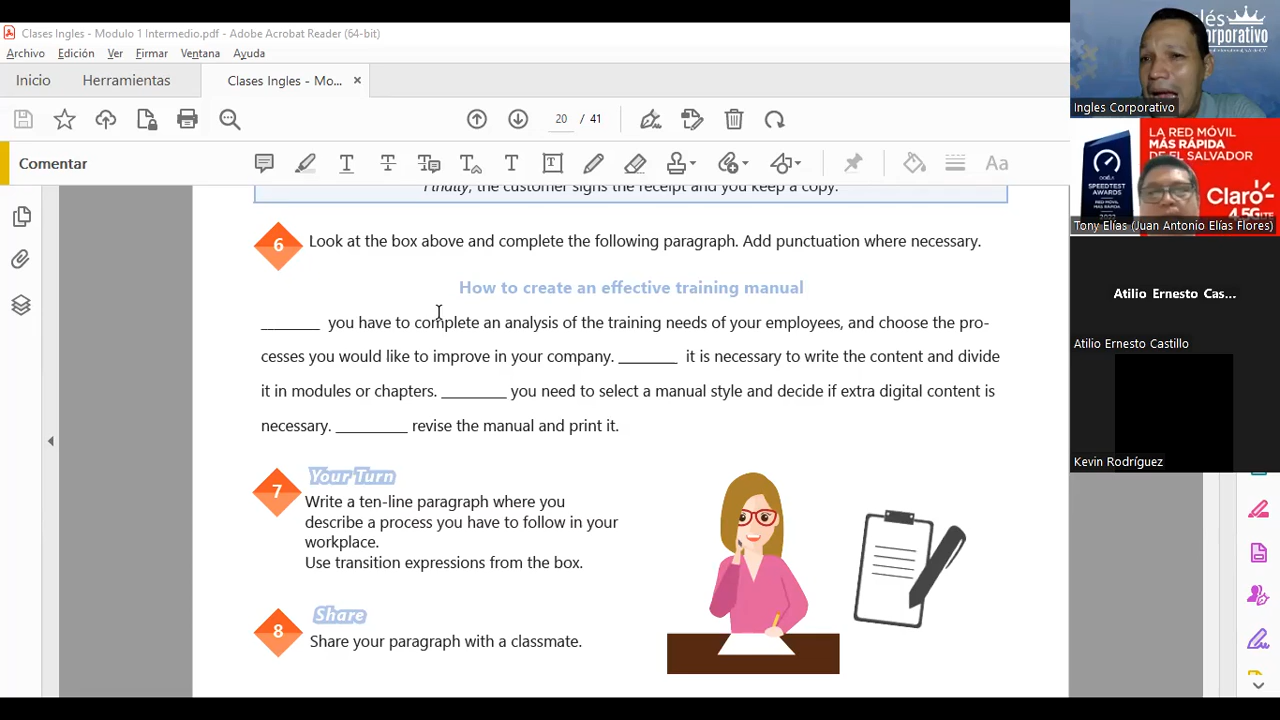 Clases Ingles - Modulo 1 Intermedio.pdf - Adobe Acrobat Reader (64-bit)
Archivo Edición Ver Firmar Ventana Ayuda
Inicio Herramientas Clases Ingles - Mo... ×
20 / 41
Comentar
Finally, the customer signs the receipt and you keep a copy.
6 Look at the box above and complete the following paragraph. Add punctuation where necessary.
How to create an effective training manual
________ you have to complete an analysis of the training needs of your employees, and choose the pro-
cesses you would like to improve in your company. ________ it is necessary to write the content and divide
it in modules or chapters. ________ you need to select a manual style and decide if extra digital content is
necessary. _________ revise the manual and print it.
7 Your Turn
Write a ten-line paragraph where you
describe a process you have to follow in your
workplace.
Use transition expressions from the box.
8 Share
Share your paragraph with a classmate.
Ingles Corporativo
LA RED MÓVIL
MÁS RÁPIDA
DE EL SALVADOR
SPEEDTEST
AWARDS
Claro
4.5G LTE
Tony Elías (Juan Antonio Elías Flores)
Atilio Ernesto Cas...
Atilio Ernesto Castillo
Kevin Rodríguez